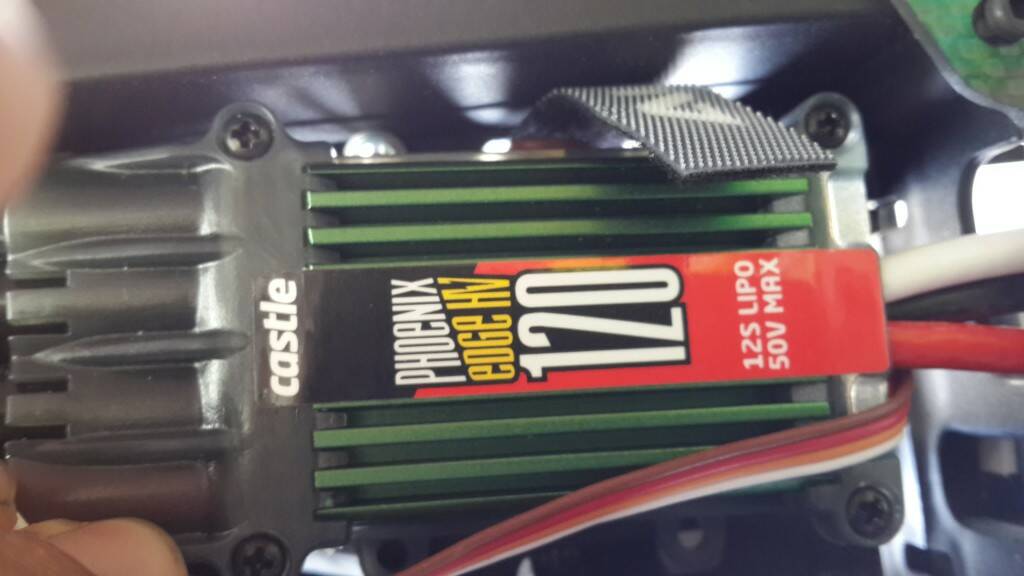 castle
PHOENIX
EDGE HV
120
12S LIPO
50V MAX